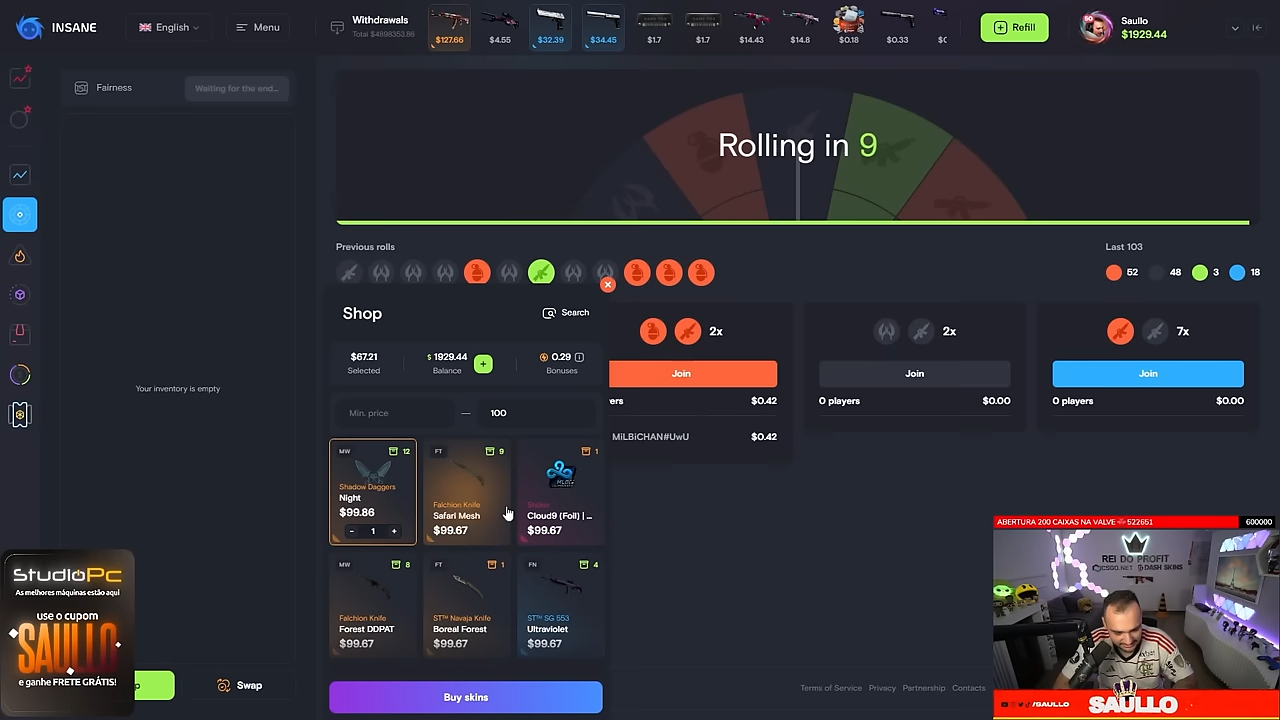 INSANE
English
Menu
Withdrawals
Total $4898353.86
$127.66
$4.55
$32.39
$34.45
$1.7
$1.7
$14.43
$14.8
$0.18
$0.33
Refill
Saullo
$1929.44
Fairness
Waiting for the end...
Rolling in 9
Previous rolls
Last 103
52
48
3
18
Shop
Search
$67.21
Selected
$ 1929.44
Balance
0.29
Bonuses
Min. price
—
100
MW
12
Shadow Daggers
Night
$99.86
- 1 +
FT
9
Falchion Knife
Safari Mesh
$99.67
1
Sticker
Cloud9 (Foil) | ...
$99.67
MW
8
Falchion Knife
Forest DDPAT
$99.67
FT
1
ST™ Navaja Knife
Boreal Forest
$99.67
FN
4
ST™ SG 553
Ultraviolet
$99.67
Buy skins
2x
Join
$0.42
MiLBiCHAN#UwU
$0.42
2x
Join
0 players
$0.00
7x
Join
0 players
$0.00
Your inventory is empty
Swap
Terms of Service
Privacy
Partnership
Contacts
StudioPC
As melhores máquinas estão aqui
use o cupom
SAULLO
e ganhe FRETE GRÁTIS!
ABERTURA 200 CAIXAS NA VALVE
522651
600000
REI DO PROFIT
CSGO.NET
DASH SKINS
/SAULLO
SAULLO